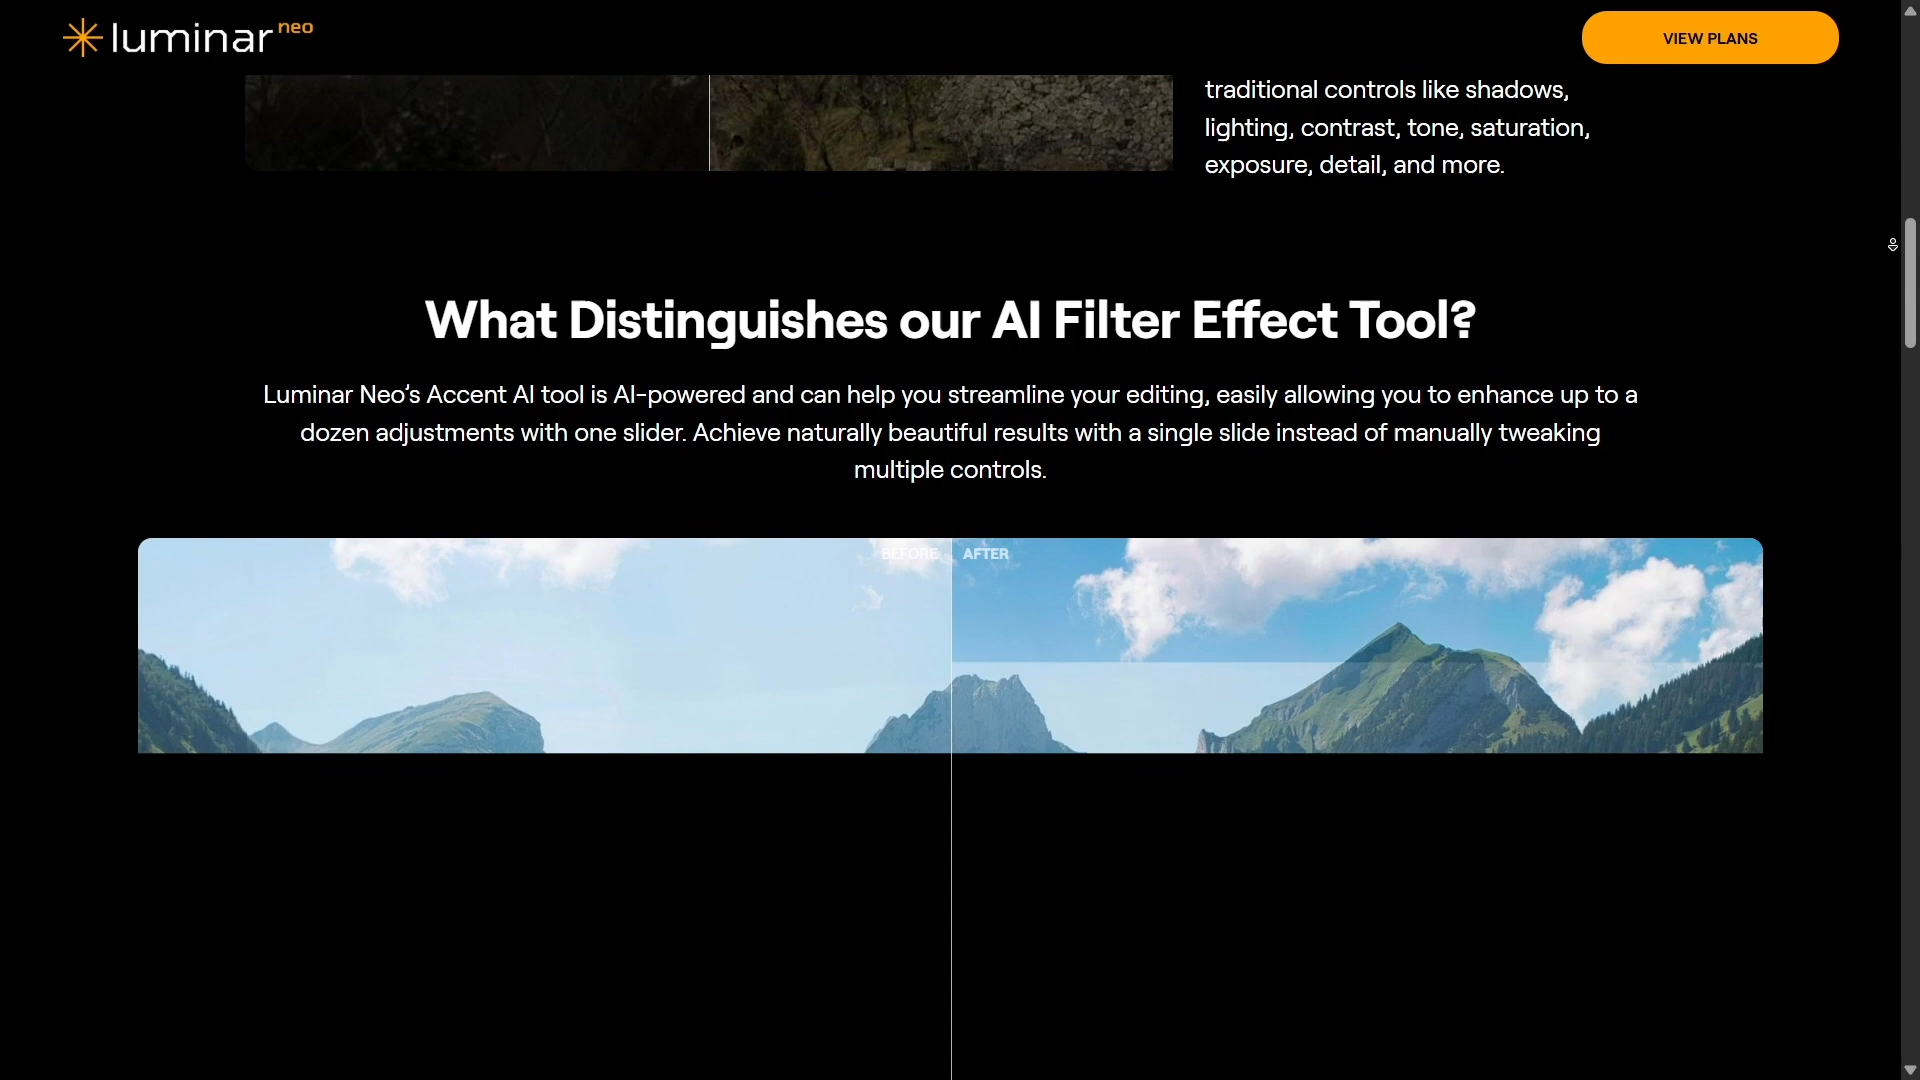 luminar neo
VIEW PLANS
traditional controls like shadows,
lighting, contrast, tone, saturation,
exposure, detail, and more.
What Distinguishes our AI Filter Effect Tool?
Luminar Neo’s Accent AI tool is AI-powered and can help you streamline your editing, easily allowing you to enhance up to a
dozen adjustments with one slider. Achieve naturally beautiful results with a single slide instead of manually tweaking
multiple controls.
BEFORE AFTER